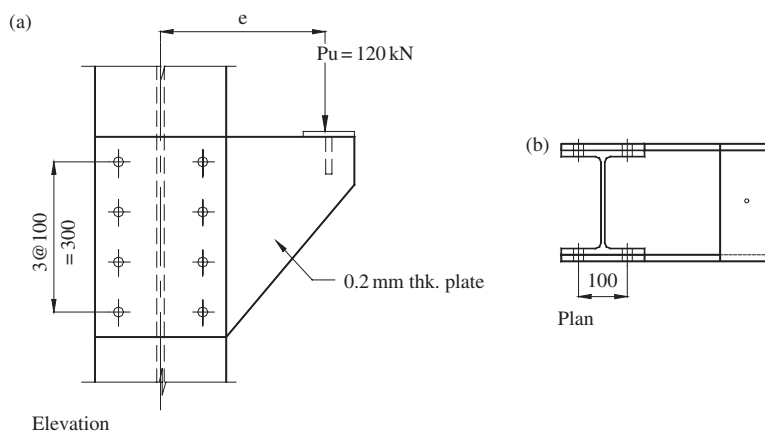 (a)
e
Pu = 120 kN
(b)
3@100
= 300
0.2 mm thk. plate
100
Plan
Elevation